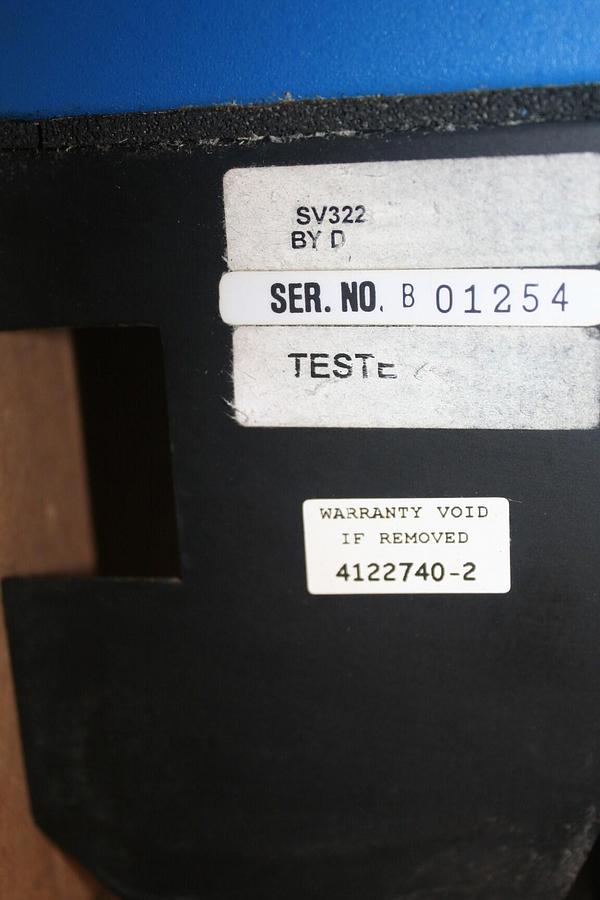 SV322
BY D
SER. NO. B 01254
TESTE
WARRANTY VOID
IF REMOVED
4122740-2